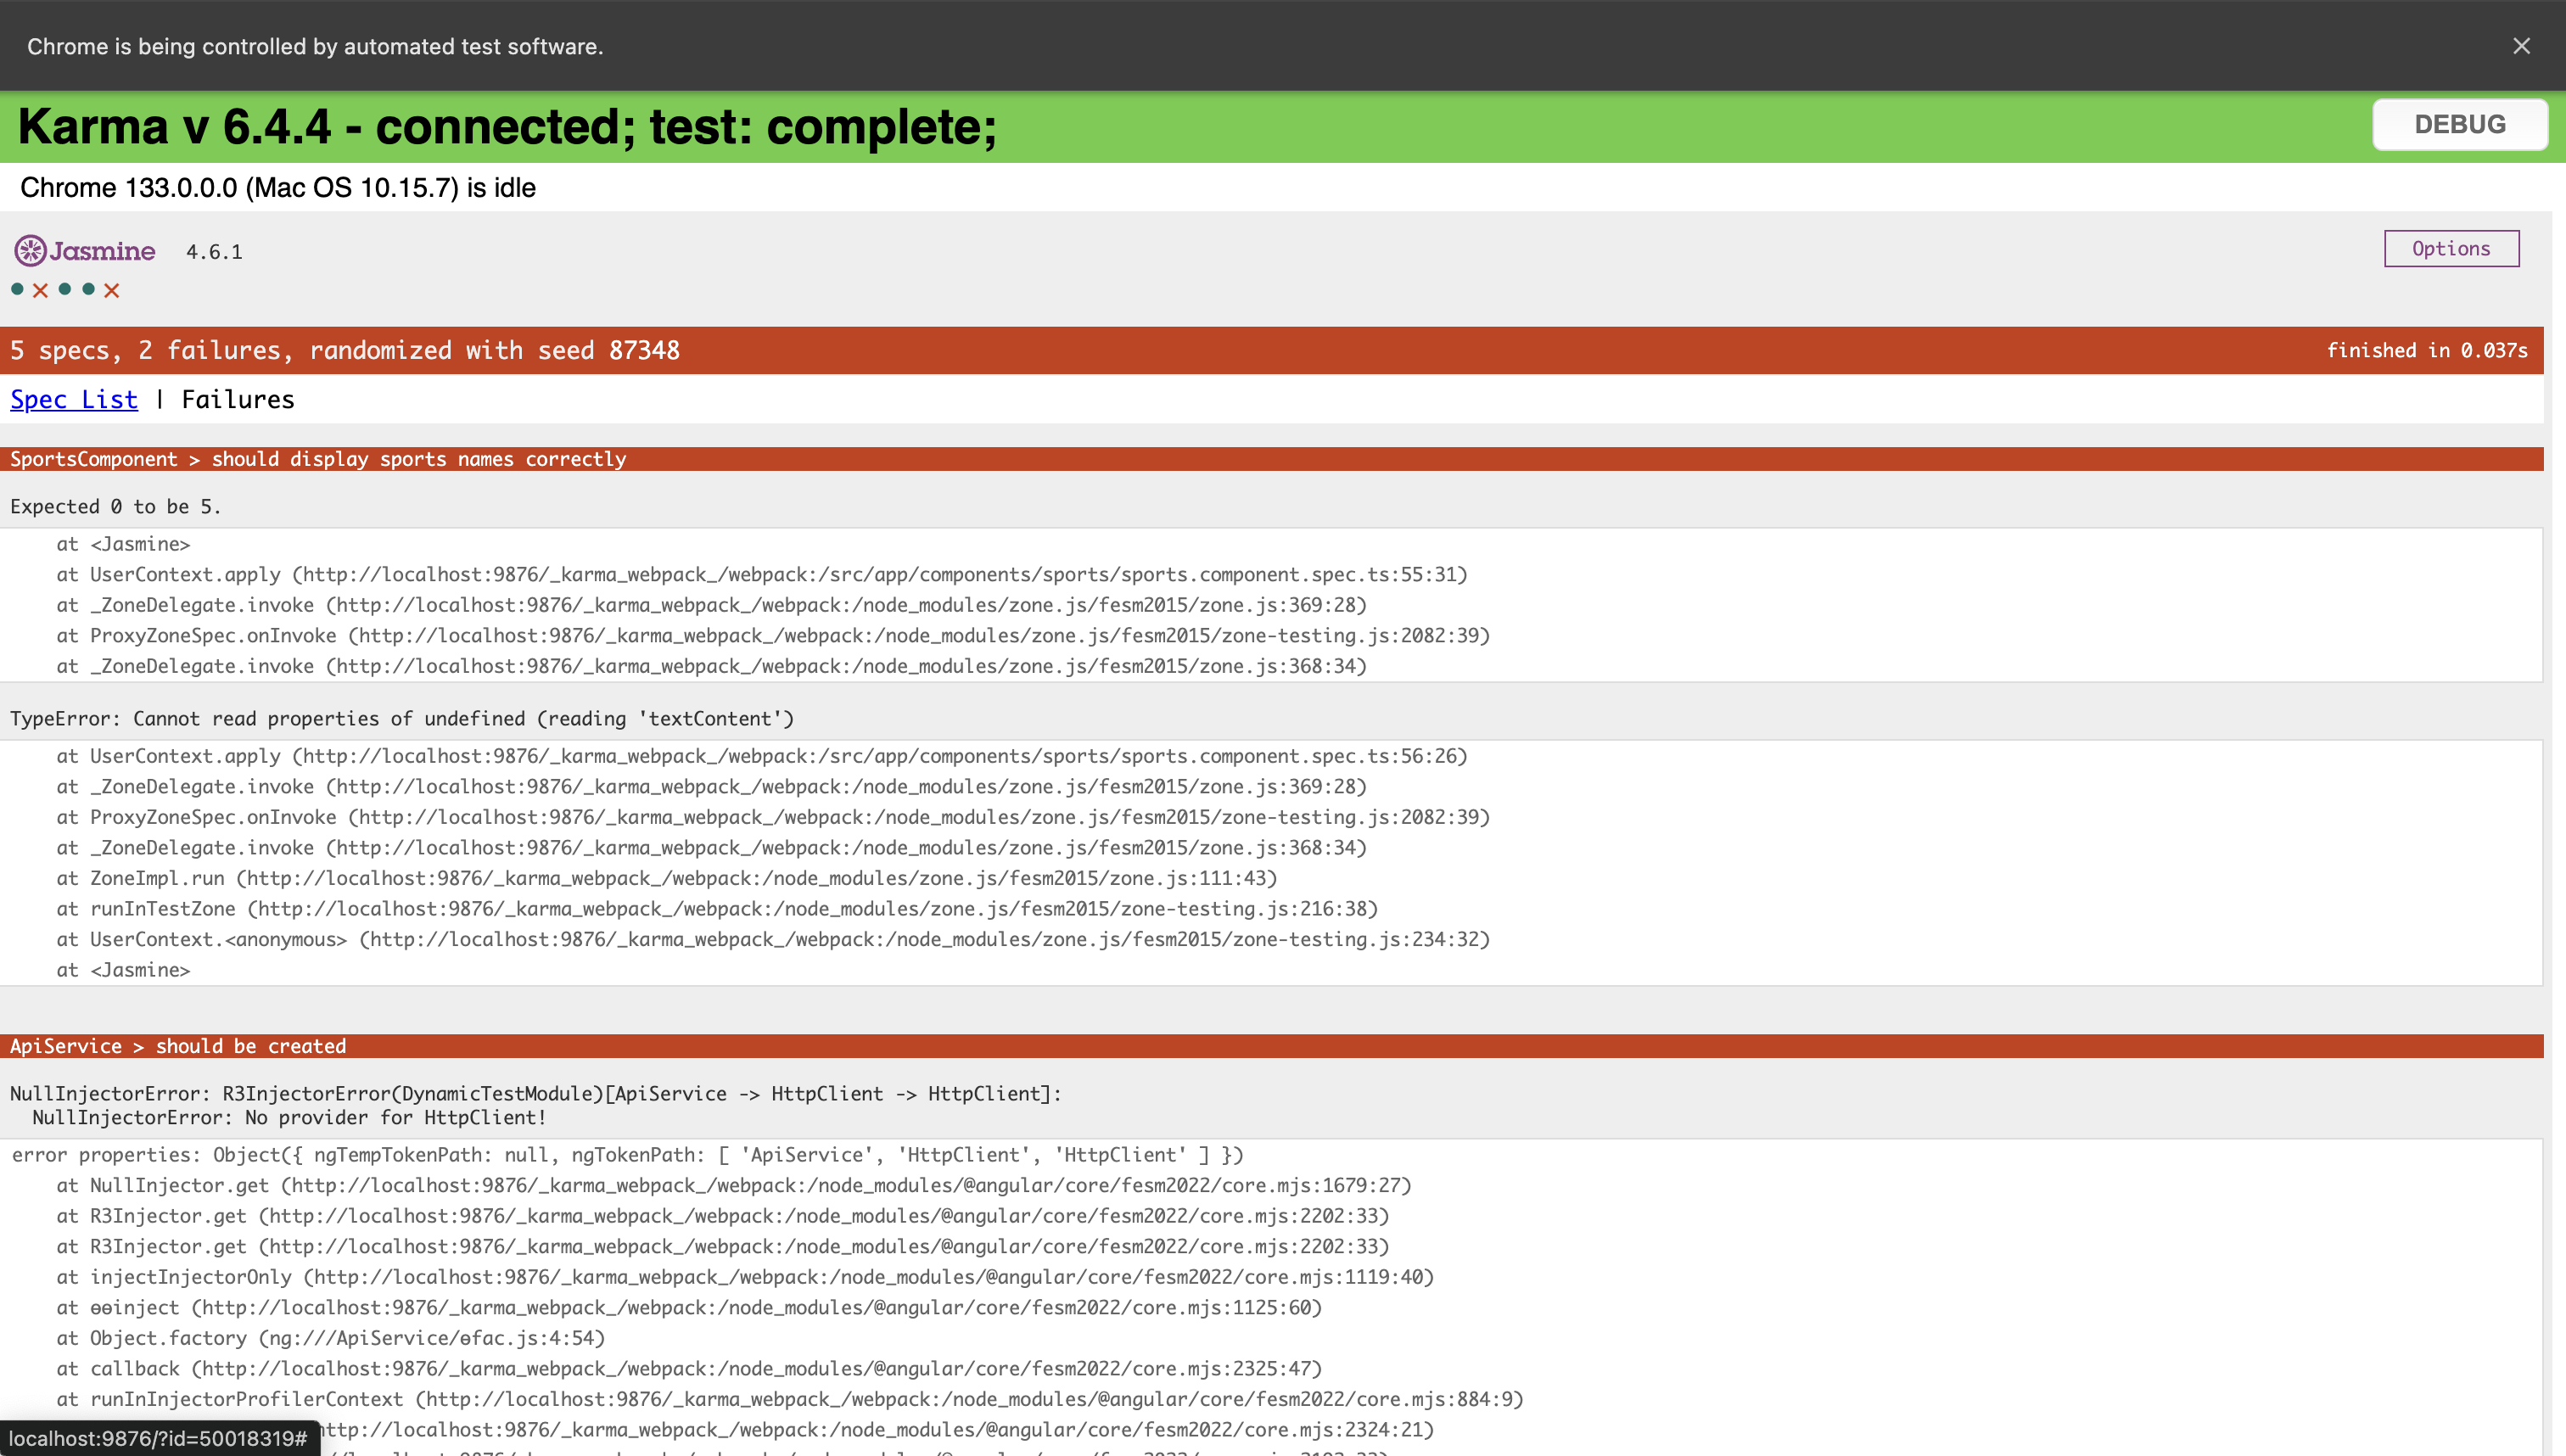 Chrome is being controlled by automated test software.
Karma v 6.4.4 - connected; test: complete;
DEBUG
Chrome 133.0.0.0 (Mac OS 10.15.7) is idle
Jasmine 4.6.1
Options
5 specs, 2 failures, randomized with seed 87348
finished in 0.037s
Spec List | Failures
SportsComponent > should display sports names correctly
Expected 0 to be 5.
at <Jasmine>
at UserContext.apply (http://localhost:9876/_karma_webpack_/webpack:/src/app/components/sports/sports.component.spec.ts:55:31)
at _ZoneDelegate.invoke (http://localhost:9876/_karma_webpack_/webpack:/node_modules/zone.js/fesm2015/zone.js:369:28)
at ProxyZoneSpec.onInvoke (http://localhost:9876/_karma_webpack_/webpack:/node_modules/zone.js/fesm2015/zone-testing.js:2082:39)
at _ZoneDelegate.invoke (http://localhost:9876/_karma_webpack_/webpack:/node_modules/zone.js/fesm2015/zone.js:368:34)
TypeError: Cannot read properties of undefined (reading 'textContent')
at UserContext.apply (http://localhost:9876/_karma_webpack_/webpack:/src/app/components/sports/sports.component.spec.ts:56:26)
at _ZoneDelegate.invoke (http://localhost:9876/_karma_webpack_/webpack:/node_modules/zone.js/fesm2015/zone.js:369:28)
at ProxyZoneSpec.onInvoke (http://localhost:9876/_karma_webpack_/webpack:/node_modules/zone.js/fesm2015/zone-testing.js:2082:39)
at _ZoneDelegate.invoke (http://localhost:9876/_karma_webpack_/webpack:/node_modules/zone.js/fesm2015/zone.js:368:34)
at ZoneImpl.run (http://localhost:9876/_karma_webpack_/webpack:/node_modules/zone.js/fesm2015/zone.js:111:43)
at runInTestZone (http://localhost:9876/_karma_webpack_/webpack:/node_modules/zone.js/fesm2015/zone-testing.js:216:38)
at UserContext.<anonymous> (http://localhost:9876/_karma_webpack_/webpack:/node_modules/zone.js/fesm2015/zone-testing.js:234:32)
at <Jasmine>
ApiService > should be created
NullInjectorError: R3InjectorError(DynamicTestModule)[ApiService -> HttpClient -> HttpClient]:
NullInjectorError: No provider for HttpClient!
error properties: Object({ ngTempTokenPath: null, ngTokenPath: [ 'ApiService', 'HttpClient', 'HttpClient' ] })
at NullInjector.get (http://localhost:9876/_karma_webpack_/webpack:/node_modules/@angular/core/fesm2022/core.mjs:1679:27)
at R3Injector.get (http://localhost:9876/_karma_webpack_/webpack:/node_modules/@angular/core/fesm2022/core.mjs:2202:33)
at R3Injector.get (http://localhost:9876/_karma_webpack_/webpack:/node_modules/@angular/core/fesm2022/core.mjs:2202:33)
at injectInjectorOnly (http://localhost:9876/_karma_webpack_/webpack:/node_modules/@angular/core/fesm2022/core.mjs:1119:40)
at ɵɵinject (http://localhost:9876/_karma_webpack_/webpack:/node_modules/@angular/core/fesm2022/core.mjs:1125:60)
at Object.factory (ng:///ApiService/ɵfac.js:4:54)
at callback (http://localhost:9876/_karma_webpack_/webpack:/node_modules/@angular/core/fesm2022/core.mjs:2325:47)
at runInInjectorProfilerContext (http://localhost:9876/_karma_webpack_/webpack:/node_modules/@angular/core/fesm2022/core.mjs:884:9)
http://localhost:9876/_karma_webpack_/webpack:/node_modules/@angular/core/fesm2022/core.mjs:2324:21)
localhost:9876/?id=50018319#